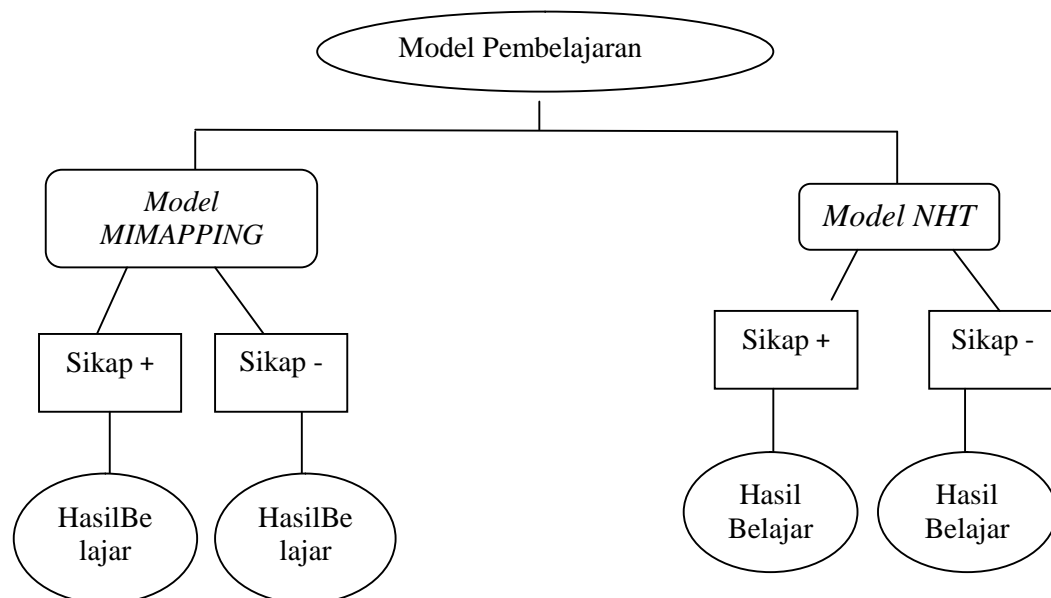 Model Pembelajaran
Model
MIMAPPING
Model NHT
Sikap +
Sikap -
Sikap +
Sikap -
HasilBe
lajar
HasilBe
lajar
Hasil
Belajar
Hasil
Belajar